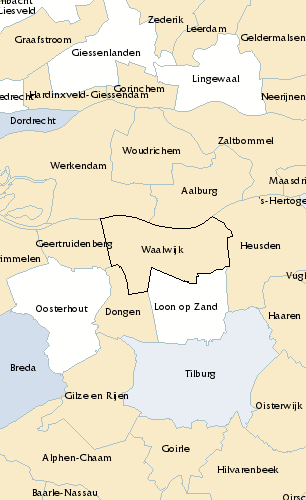 Liesveld
Zederik
Leerdam
Graafstroom
Geldermalsen
Giessenlanden
Lingewaal
Gorinchem
Hardinxveld-Giessendam
Neerijnen
Dordrecht
Zaltbommel
Woudrichem
Werkendam
Maasdri
Aalburg
's-Hertoge
Geertruidenberg
Waalwijk
Heusden
immelen
Vugh
Oosterhout
Loon op Zand
Dongen
Haaren
Breda
Tilburg
Gilze en Rijen
Oisterwijk
Goirle
Alphen-Chaam
Hilvarenbeek
Baarle-Nassau
Oirsc